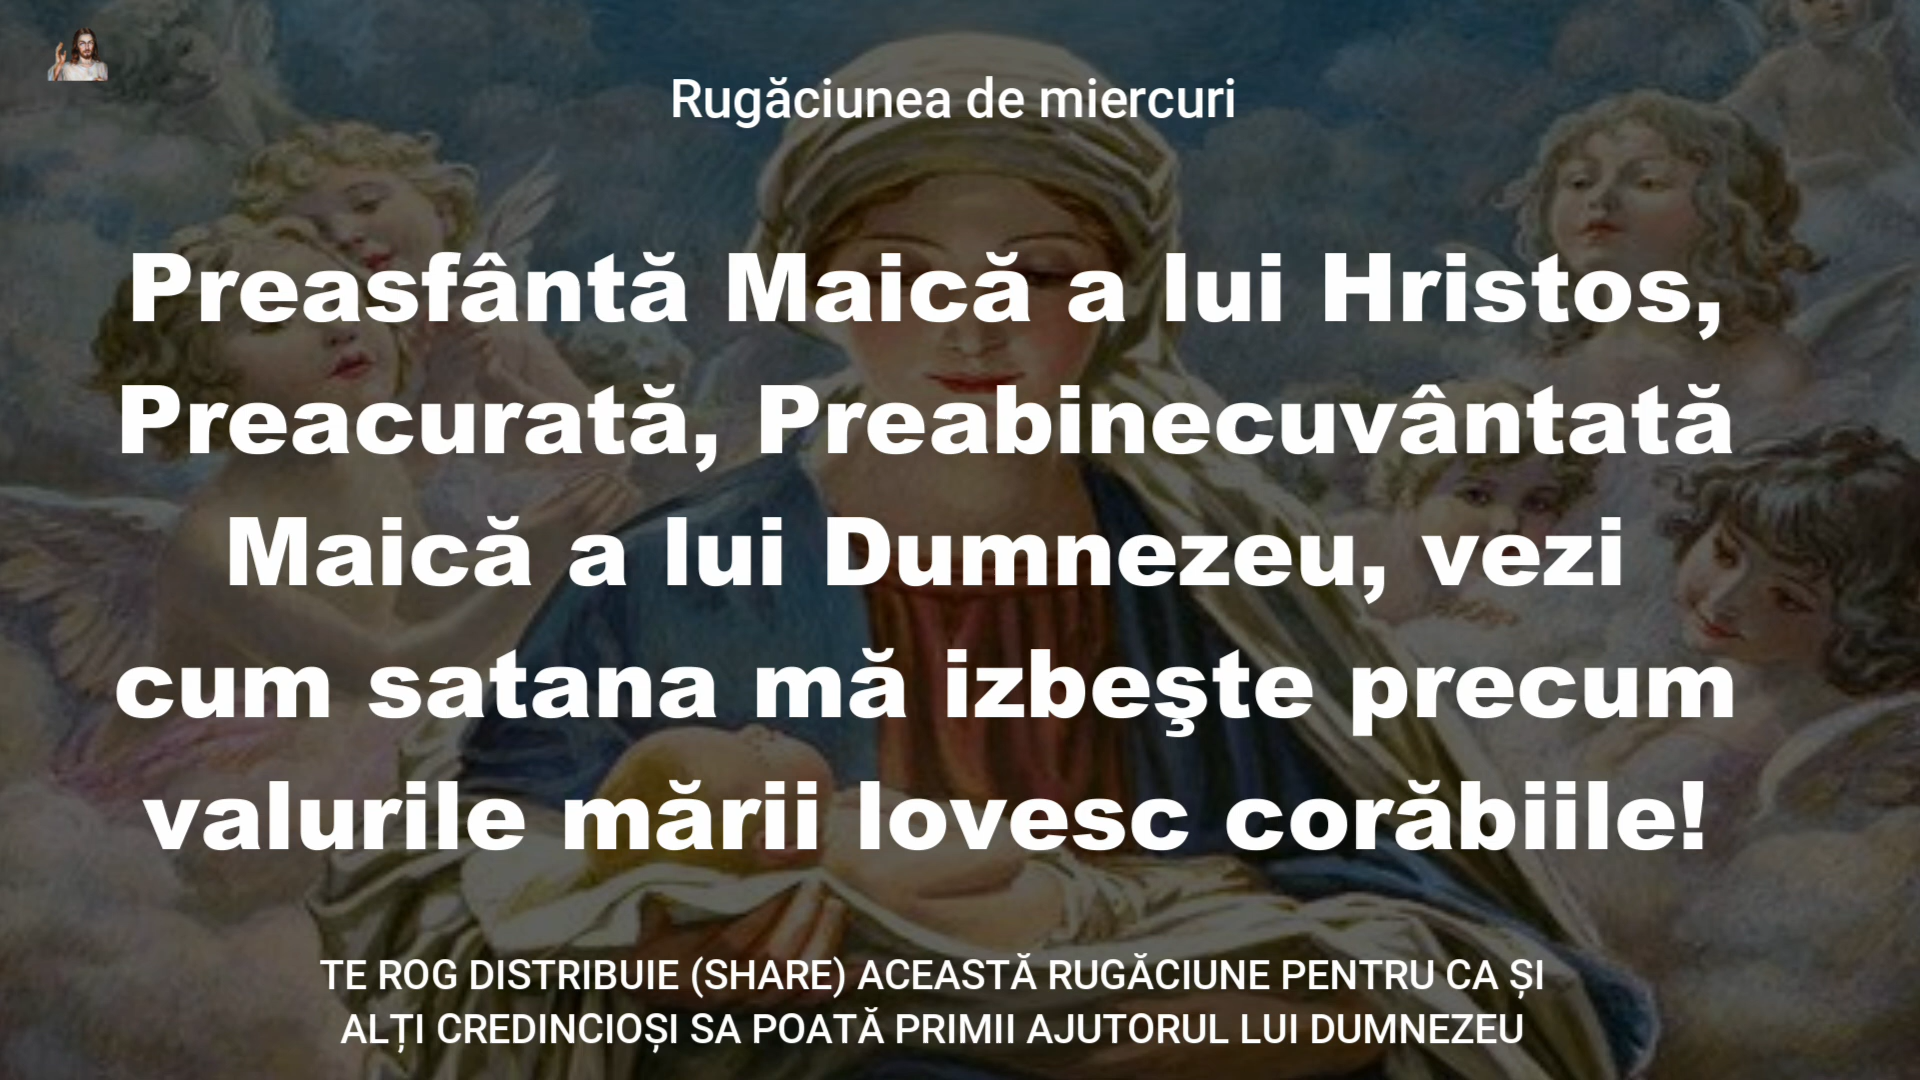 Rugăciunea de miercuri
Preasfântă Maică a lui Hristos,
Preacurată, Preabinecuvântată
Maică a lui Dumnezeu, vezi
cum satana mă izbeşte precum
valurile mării lovesc corăbiile!
TE ROG DISTRIBUIE (SHARE) ACEASTĂ RUGĂCIUNE PENTRU CA ȘI
ALȚI CREDINCIOȘI SA POATĂ PRIMII AJUTORUL LUI DUMNEZEU